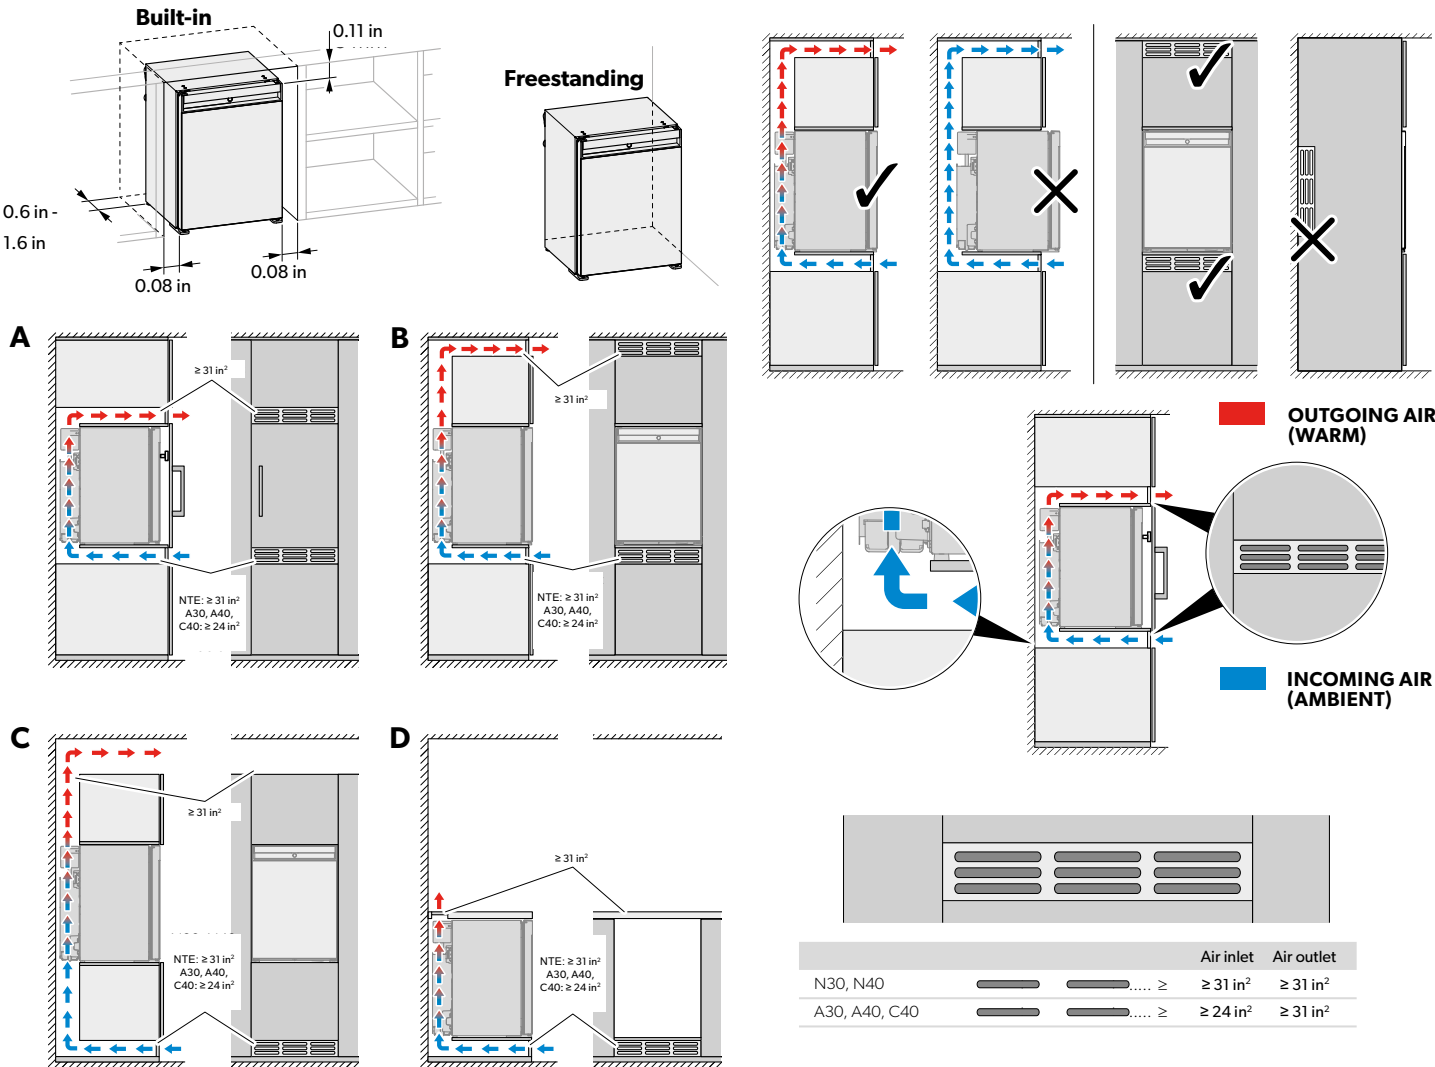 Built-in
0.11 in
0.6 in -
1.6 in
0.08 in
0.08 in
Freestanding
A
≥ 31 in²
NTE: ≥ 31 in²
A30, A40,
C40: ≥ 24 in²
B
≥ 31 in²
NTE: ≥ 31 in²
A30, A40,
C40: ≥ 24 in²
OUTGOING AIR
(WARM)
INCOMING AIR
(AMBIENT)
C
≥ 31 in²
NTE: ≥ 31 in²
A30, A40,
C40: ≥ 24 in²
D
≥ 31 in²
NTE: ≥ 31 in²
A30, A40,
C40: ≥ 24 in²
Air inlet Air outlet
N30, N40 ..... ≥ ≥ 31 in² ≥ 31 in²
A30, A40, C40 ..... ≥ ≥ 24 in² ≥ 31 in²